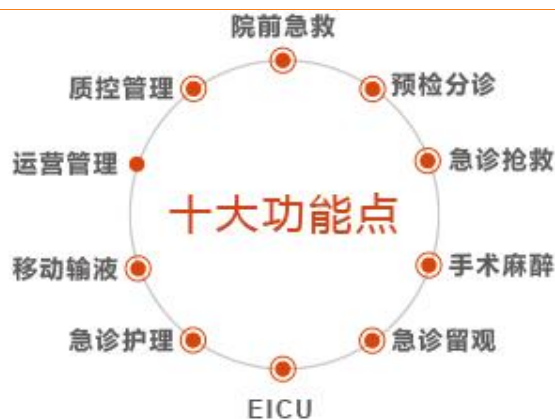 院前急救
质控管理
预检分诊
运营管理
急诊抢救
十大功能点
移动输液
手术麻醉
急诊护理
急诊留观
EICU